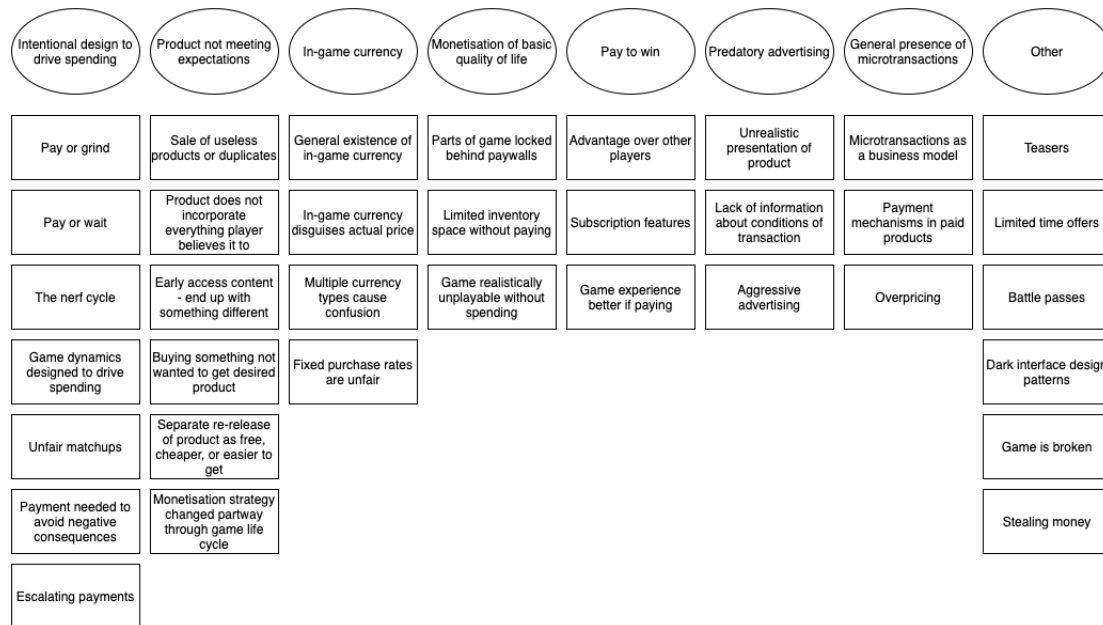 Intentional design to
drive spending
Product not meeting
expectations
In-game currency
Monetisation of basic
quality of life
Pay to win
Predatory advertising
General presence of
microtransactions
Other
Pay or grind
Sale of useless
products or duplicates
General existence of
in-game currency
Parts of game locked
behind paywalls
Advantage over other
players
Unrealistic
presentation of
product
Microtransactions as
a business model
Teasers
Pay or wait
Product does not
incorporate
everything player
believes it to
In-game currency
disguises actual price
Limited inventory
space without paying
Subscription features
Lack of information
about conditions of
transaction
Payment
mechanisms in paid
products
Limited time offers
The nerf cycle
Early access content
- end up with
something different
Multiple currency
types cause
confusion
Game realistically
unplayable without
spending
Game experience
better if paying
Aggressive
advertising
Overpricing
Battle passes
Game dynamics
designed to drive
spending
Buying something not
wanted to get desired
product
Fixed purchase rates
are unfair
Dark interface design
patterns
Unfair matchups
Separate re-release
of product as free,
cheaper, or easier to
get
Game is broken
Payment needed to
avoid negative
consequences
Monetisation strategy
changed partway
through game life
cycle
Stealing money
Escalating payments